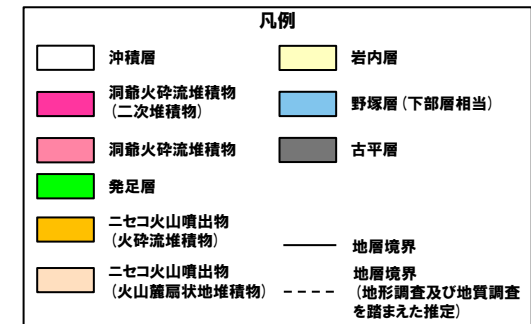 凡例
沖積層
洞爺火砕流堆積物
(二次堆積物)
洞爺火砕流堆積物
発足層
ニセコ火山噴出物
(火砕流堆積物)
ニセコ火山噴出物
(火山麓扇状地堆積物)
岩内層
野塚層(下部層相当)
古平層
地層境界
地層境界
(地形調査及び地質調査
を踏まえた推定)